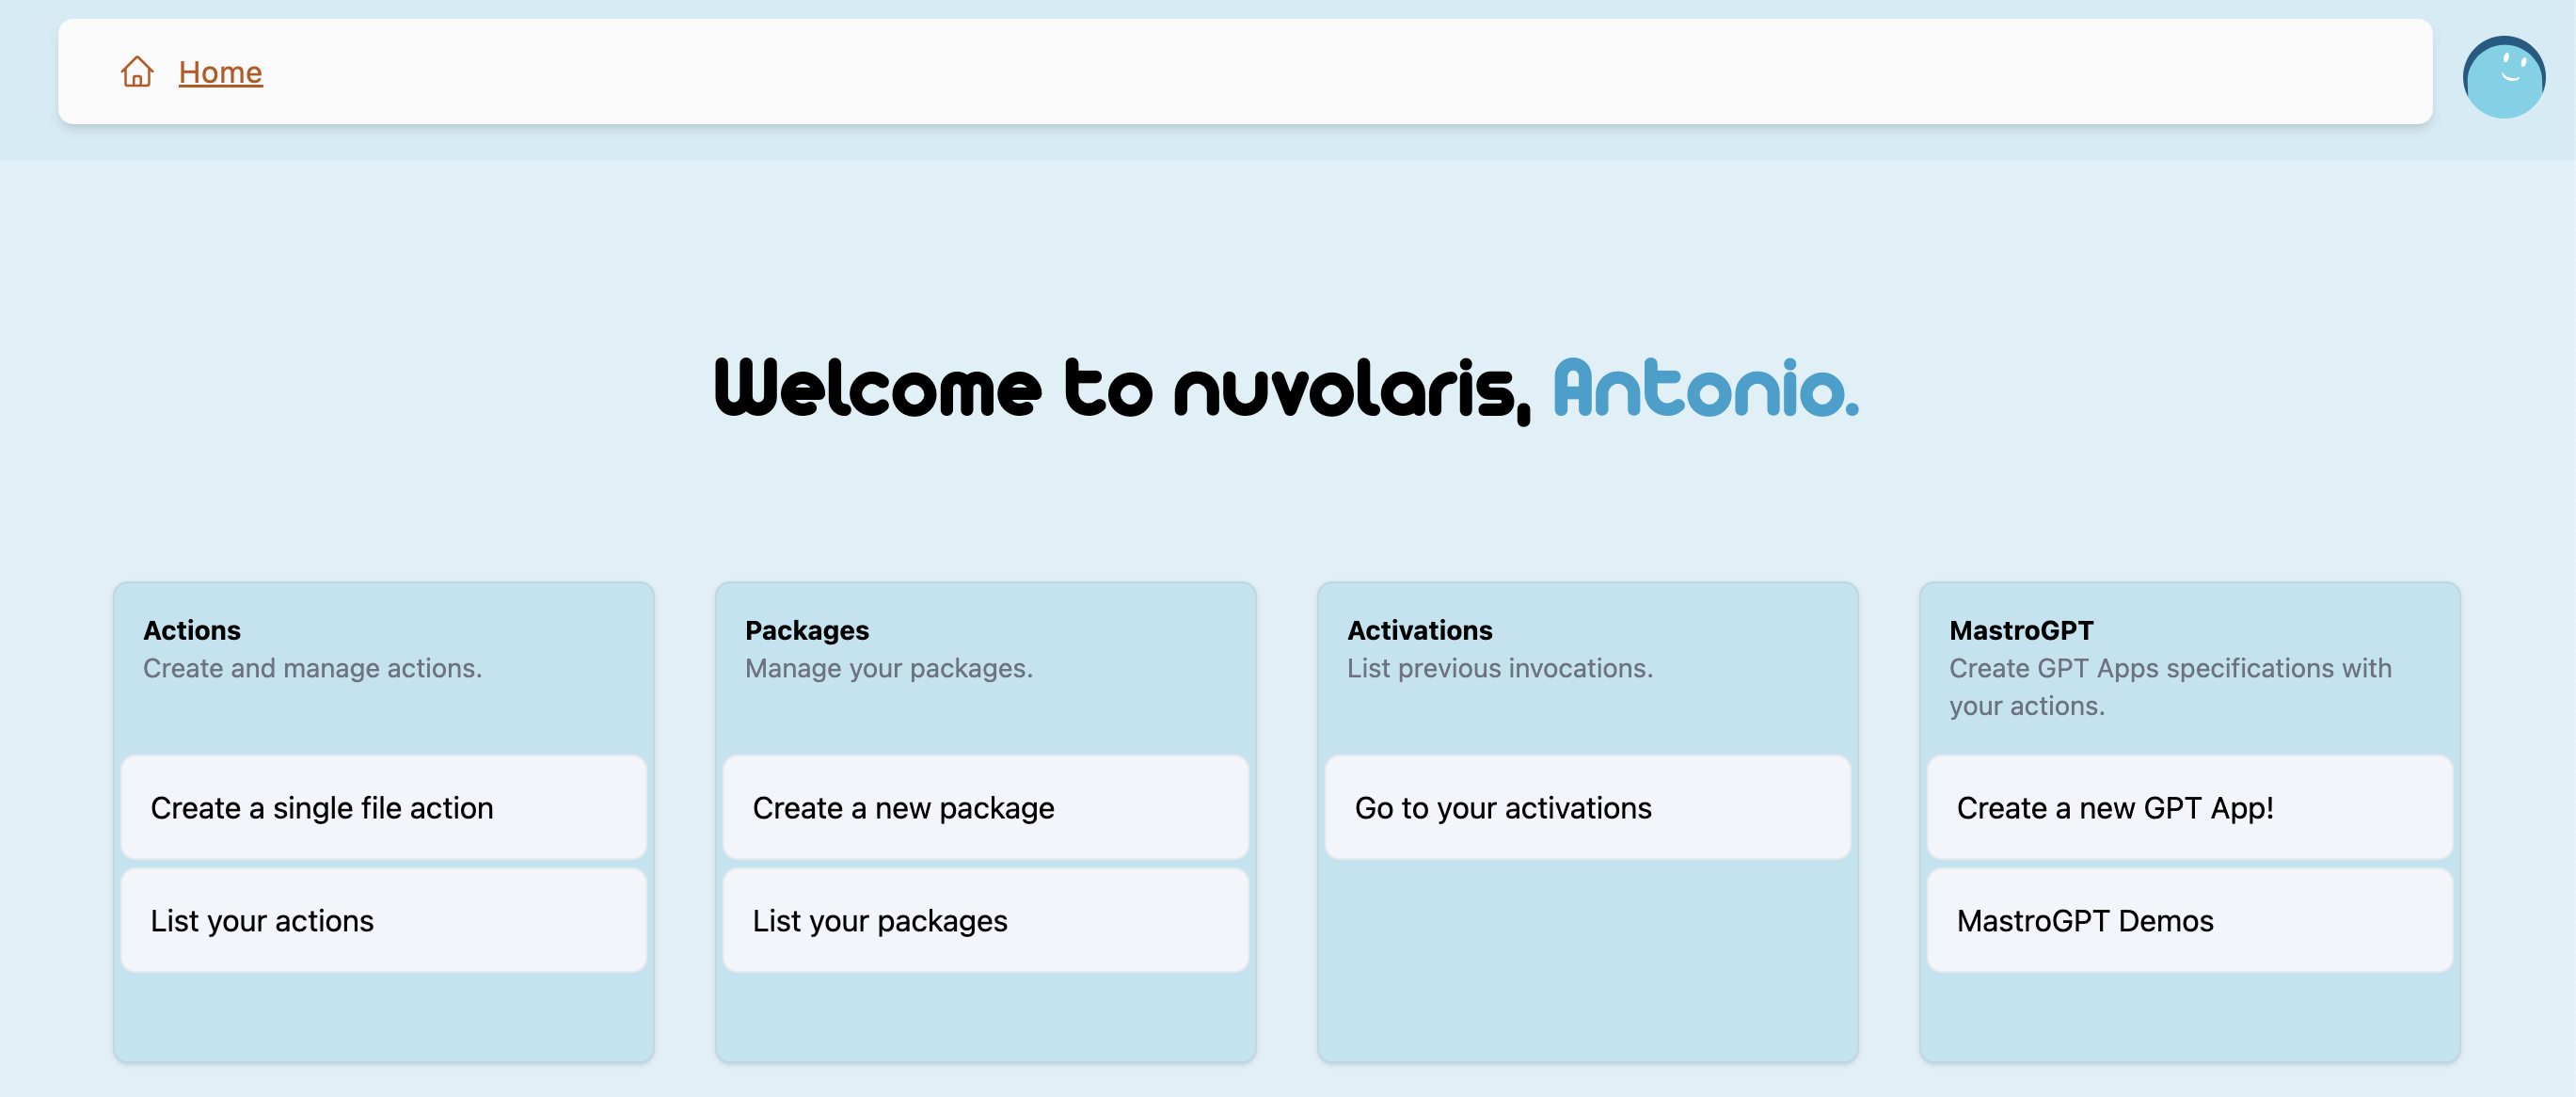 Home
Welcome to nuvolaris, Antonio.
Actions
Create and manage actions.
Create a single file action
List your actions
Packages
Manage your packages.
Create a new package
List your packages
Activations
List previous invocations.
Go to your activations
MastroGPT
Create GPT Apps specifications with
your actions.
Create a new GPT App!
MastroGPT Demos